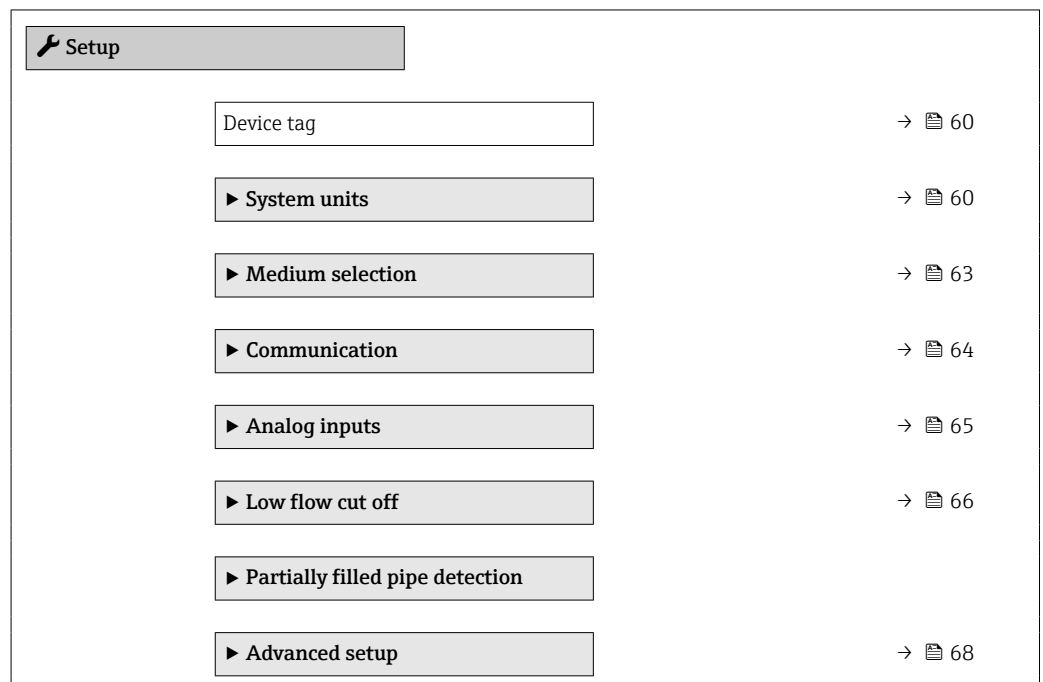 Setup
Device tag → 60
▶ System units → 60
▶ Medium selection → 63
▶ Communication → 64
▶ Analog inputs → 65
▶ Low flow cut off → 66
▶ Partially filled pipe detection
▶ Advanced setup → 68